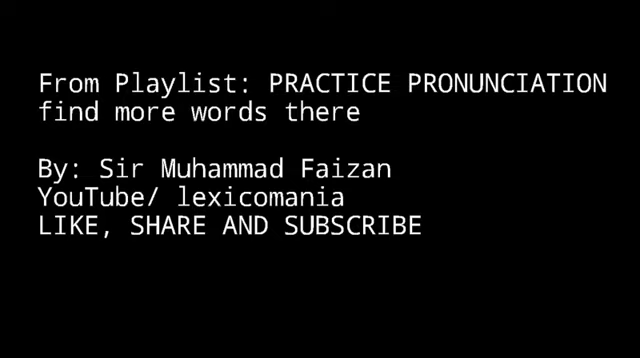 From Playlist: PRACTICE PRONUNCIATION
find more words there
By: Sir Muhammad Faizan
YouTube/ lexicomania
LIKE, SHARE AND SUBSCRIBE